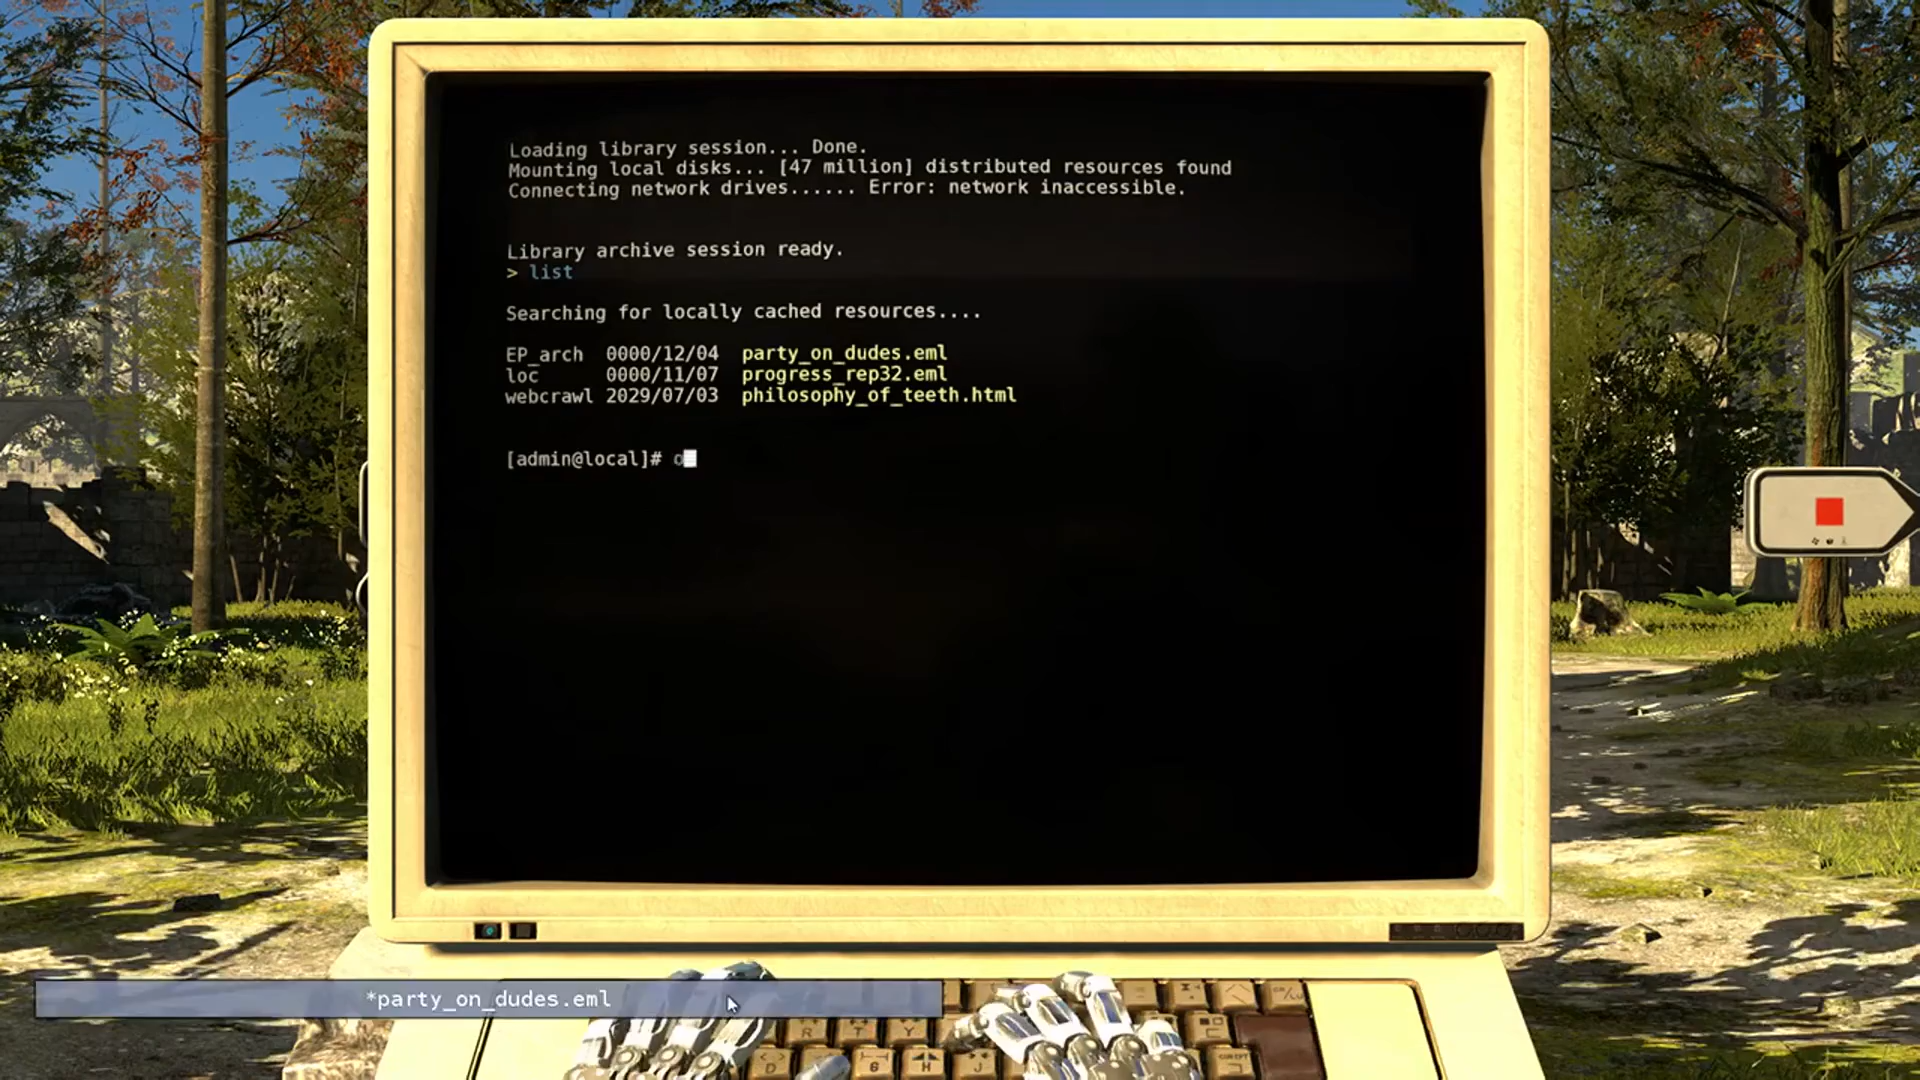 Loading library session... Done.
Mounting local disks... [47 million] distributed resources found
Connecting network drives...... Error: network inaccessible.
Library archive session ready.
> list
Searching for locally cached resources....
EP_arch 0000/12/04 party_on_dudes.eml
loc 0000/11/07 progress_rep32.eml
webcrawl 2029/07/03 philosophy_of_teeth.html
[admin@local]# o
*party_on_dudes.eml
R T Y
D G H J